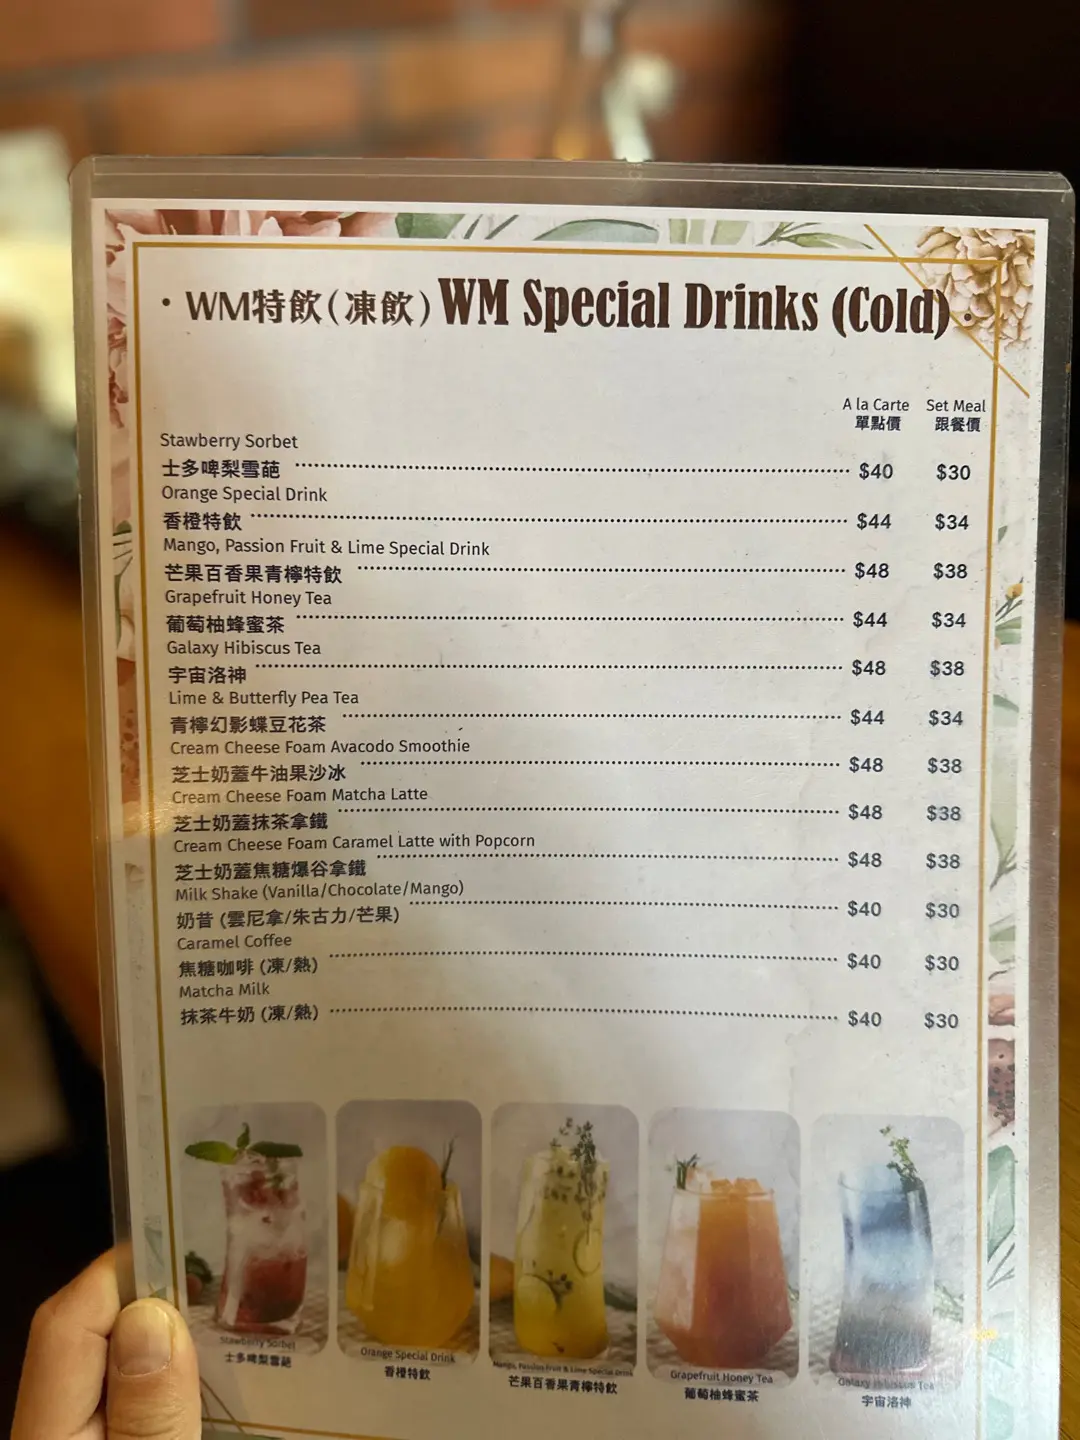 · WM特飲(凍飲) WM Special Drinks (Cold) ·
A la Carte Set Meal
單點價 跟餐價
Stawberry Sorbet
士多啤梨雪葩 $40 $30
Orange Special Drink
香橙特飲 $44 $34
Mango, Passion Fruit & Lime Special Drink
芒果百香果青檸特飲 $48 $38
Grapefruit Honey Tea
葡萄柚蜂蜜茶 $44 $34
Galaxy Hibiscus Tea
宇宙洛神 $48 $38
Lime & Butterfly Pea Tea
青檸幻影蝶豆花茶 $44 $34
Cream Cheese Foam Avacodo Smoothie
芝士奶蓋牛油果沙冰 $48 $38
Cream Cheese Foam Matcha Latte
芝士奶蓋抹茶拿鐵 $48 $38
Cream Cheese Foam Caramel Latte with Popcorn
芝士奶蓋焦糖爆谷拿鐵 $48 $38
Milk Shake (Vanilla/Chocolate/Mango)
奶昔 (雲尼拿/朱古力/芒果) $40 $30
Caramel Coffee
焦糖咖啡 (凍/熱) $40 $30
Matcha Milk
抹茶牛奶 (凍/熱) $40 $30
Stawberry Sorbet
士多啤梨雪葩
Orange Special Drink
香橙特飲
Mango, Passion Fruit & Lime Special Drink
芒果百香果青檸特飲
Grapefruit Honey Tea
葡萄柚蜂蜜茶
Galaxy Hibiscus Tea
宇宙洛神